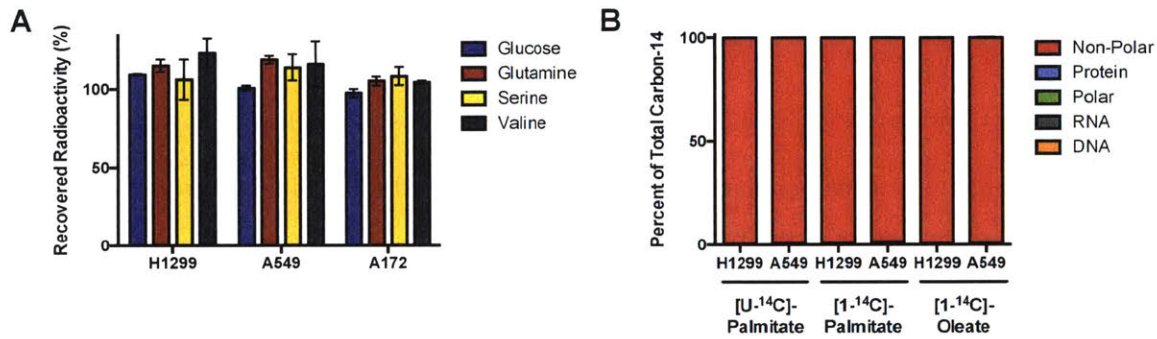 A
Recovered Radioactivity (%)
100
50
0
H1299 A549 A172
Glucose
Glutamine
Serine
Valine
B
Percent of Total Carbon-14
100
50
0
H1299 A549 H1299 A549 H1299 A549
[U-¹⁴C]- [1-¹⁴C]- [1-¹⁴C]-
Palmitate Palmitate Oleate
Non-Polar
Protein
Polar
RNA
DNA